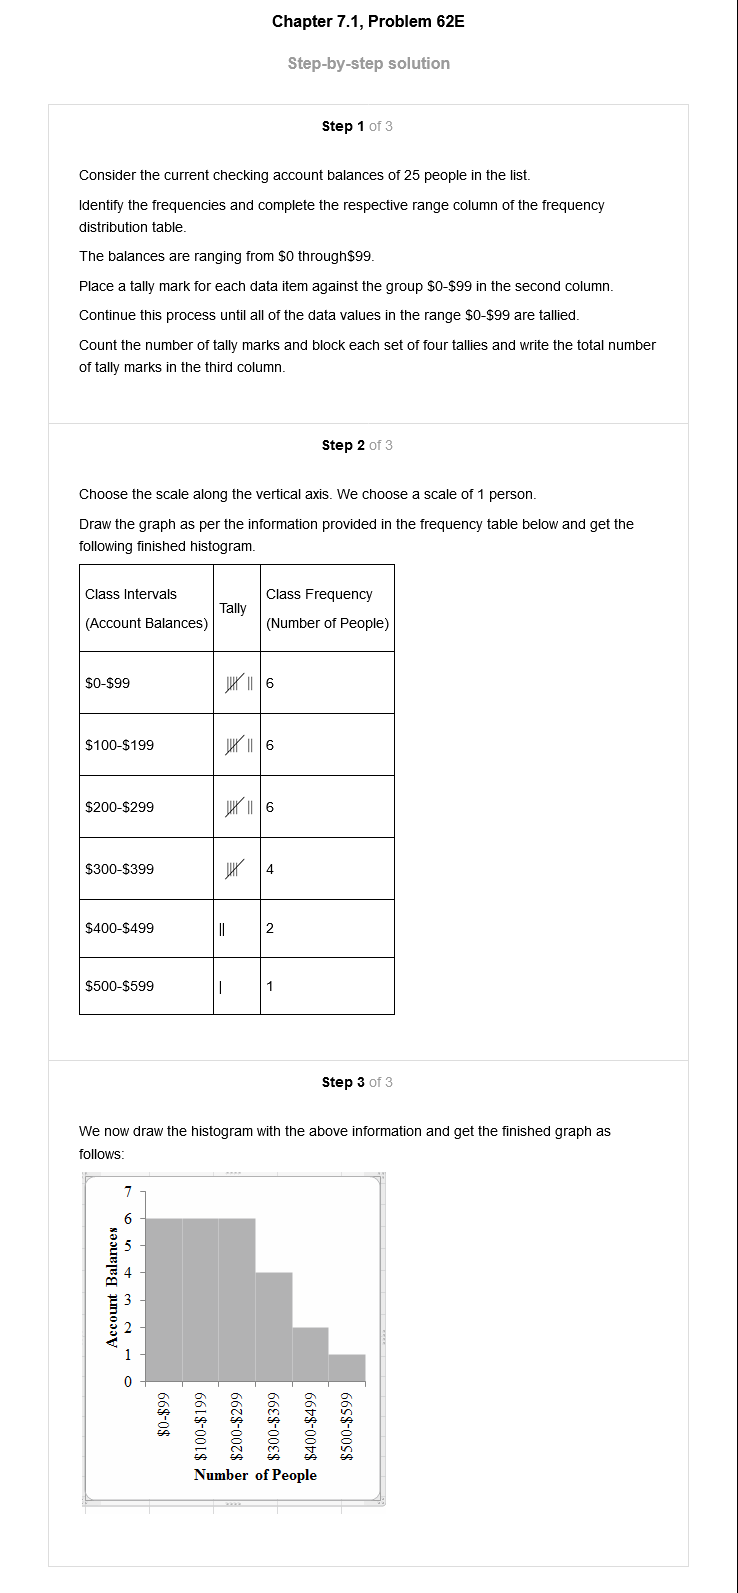 Chapter 7.1, Problem 62E
Step-by-step solution
Step 1 of 3
Consider the current checking account balances of 25 people in the list.
Identify the frequencies and complete the respective range column of the frequency
distribution table.
The balances are ranging from $0 through$99.
Place a tally mark for each data item against the group $0-$99 in the second column.
Continue this process until all of the data values in the range $0-$99 are tallied.
Count the number of tally marks and block each set of four tallies and write the total number
of tally marks in the third column.
Step 2 of 3
Choose the scale along the vertical axis. We choose a scale of 1 person.
Draw the graph as per the information provided in the frequency table below and get the
following finished histogram.
Class Intervals
(Account Balances)
Tally
Class Frequency
(Number of People)
$0-$99 6
$100-$199 6
$200-$299 6
$300-$399 4
$400-$499 || 2
$500-$599 | 1
Step 3 of 3
We now draw the histogram with the above information and get the finished graph as
follows:
Account Balances
7
6
5
4
3
2
1
0
$0-$99
$100-$199
$200-$299
$300-$399
$400-$499
$500-$599
Number of People